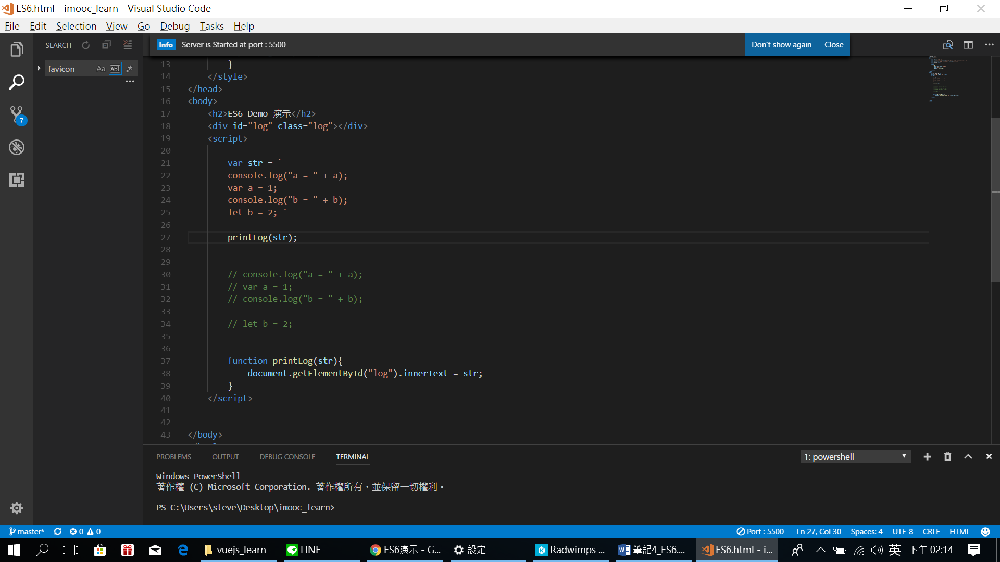 ES6.html - imooc_learn - Visual Studio Code
File Edit Selection View Go Debug Tasks Help
SEARCH
Info Server is Started at port : 5500 Don't show again Close
favicon Aa Abl .*
7
13 }
14 </style>
15 </head>
16 <body>
17 <h2>ES6 Demo 演示</h2>
18 <div id="log" class="log"></div>
19 <script>
20
21 var str = `
22 console.log("a = " + a);
23 var a = 1;
24 console.log("b = " + b);
25 let b = 2; `
26
27 printLog(str);
28
29
30 // console.log("a = " + a);
31 // var a = 1;
32 // console.log("b = " + b);
33
34 // let b = 2;
35
36
37 function printLog(str){
38 document.getElementById("log").innerText = str;
39 }
40 </script>
41
42
43 </body>
PROBLEMS OUTPUT DEBUG CONSOLE TERMINAL 1: powershell
Windows PowerShell
著作權 (C) Microsoft Corporation. 著作權所有，並保留一切權利。
PS C:\Users\steve\Desktop\imooc_learn>
master* 0 0 Port : 5500 Ln 27, Col 30 Spaces: 4 UTF-8 CRLF HTML
vuejs_learn LINE ES6演示 - G... 設定 Radwimps ... 筆記4_ES6.... ES6.html - i... 英 下午 02:14